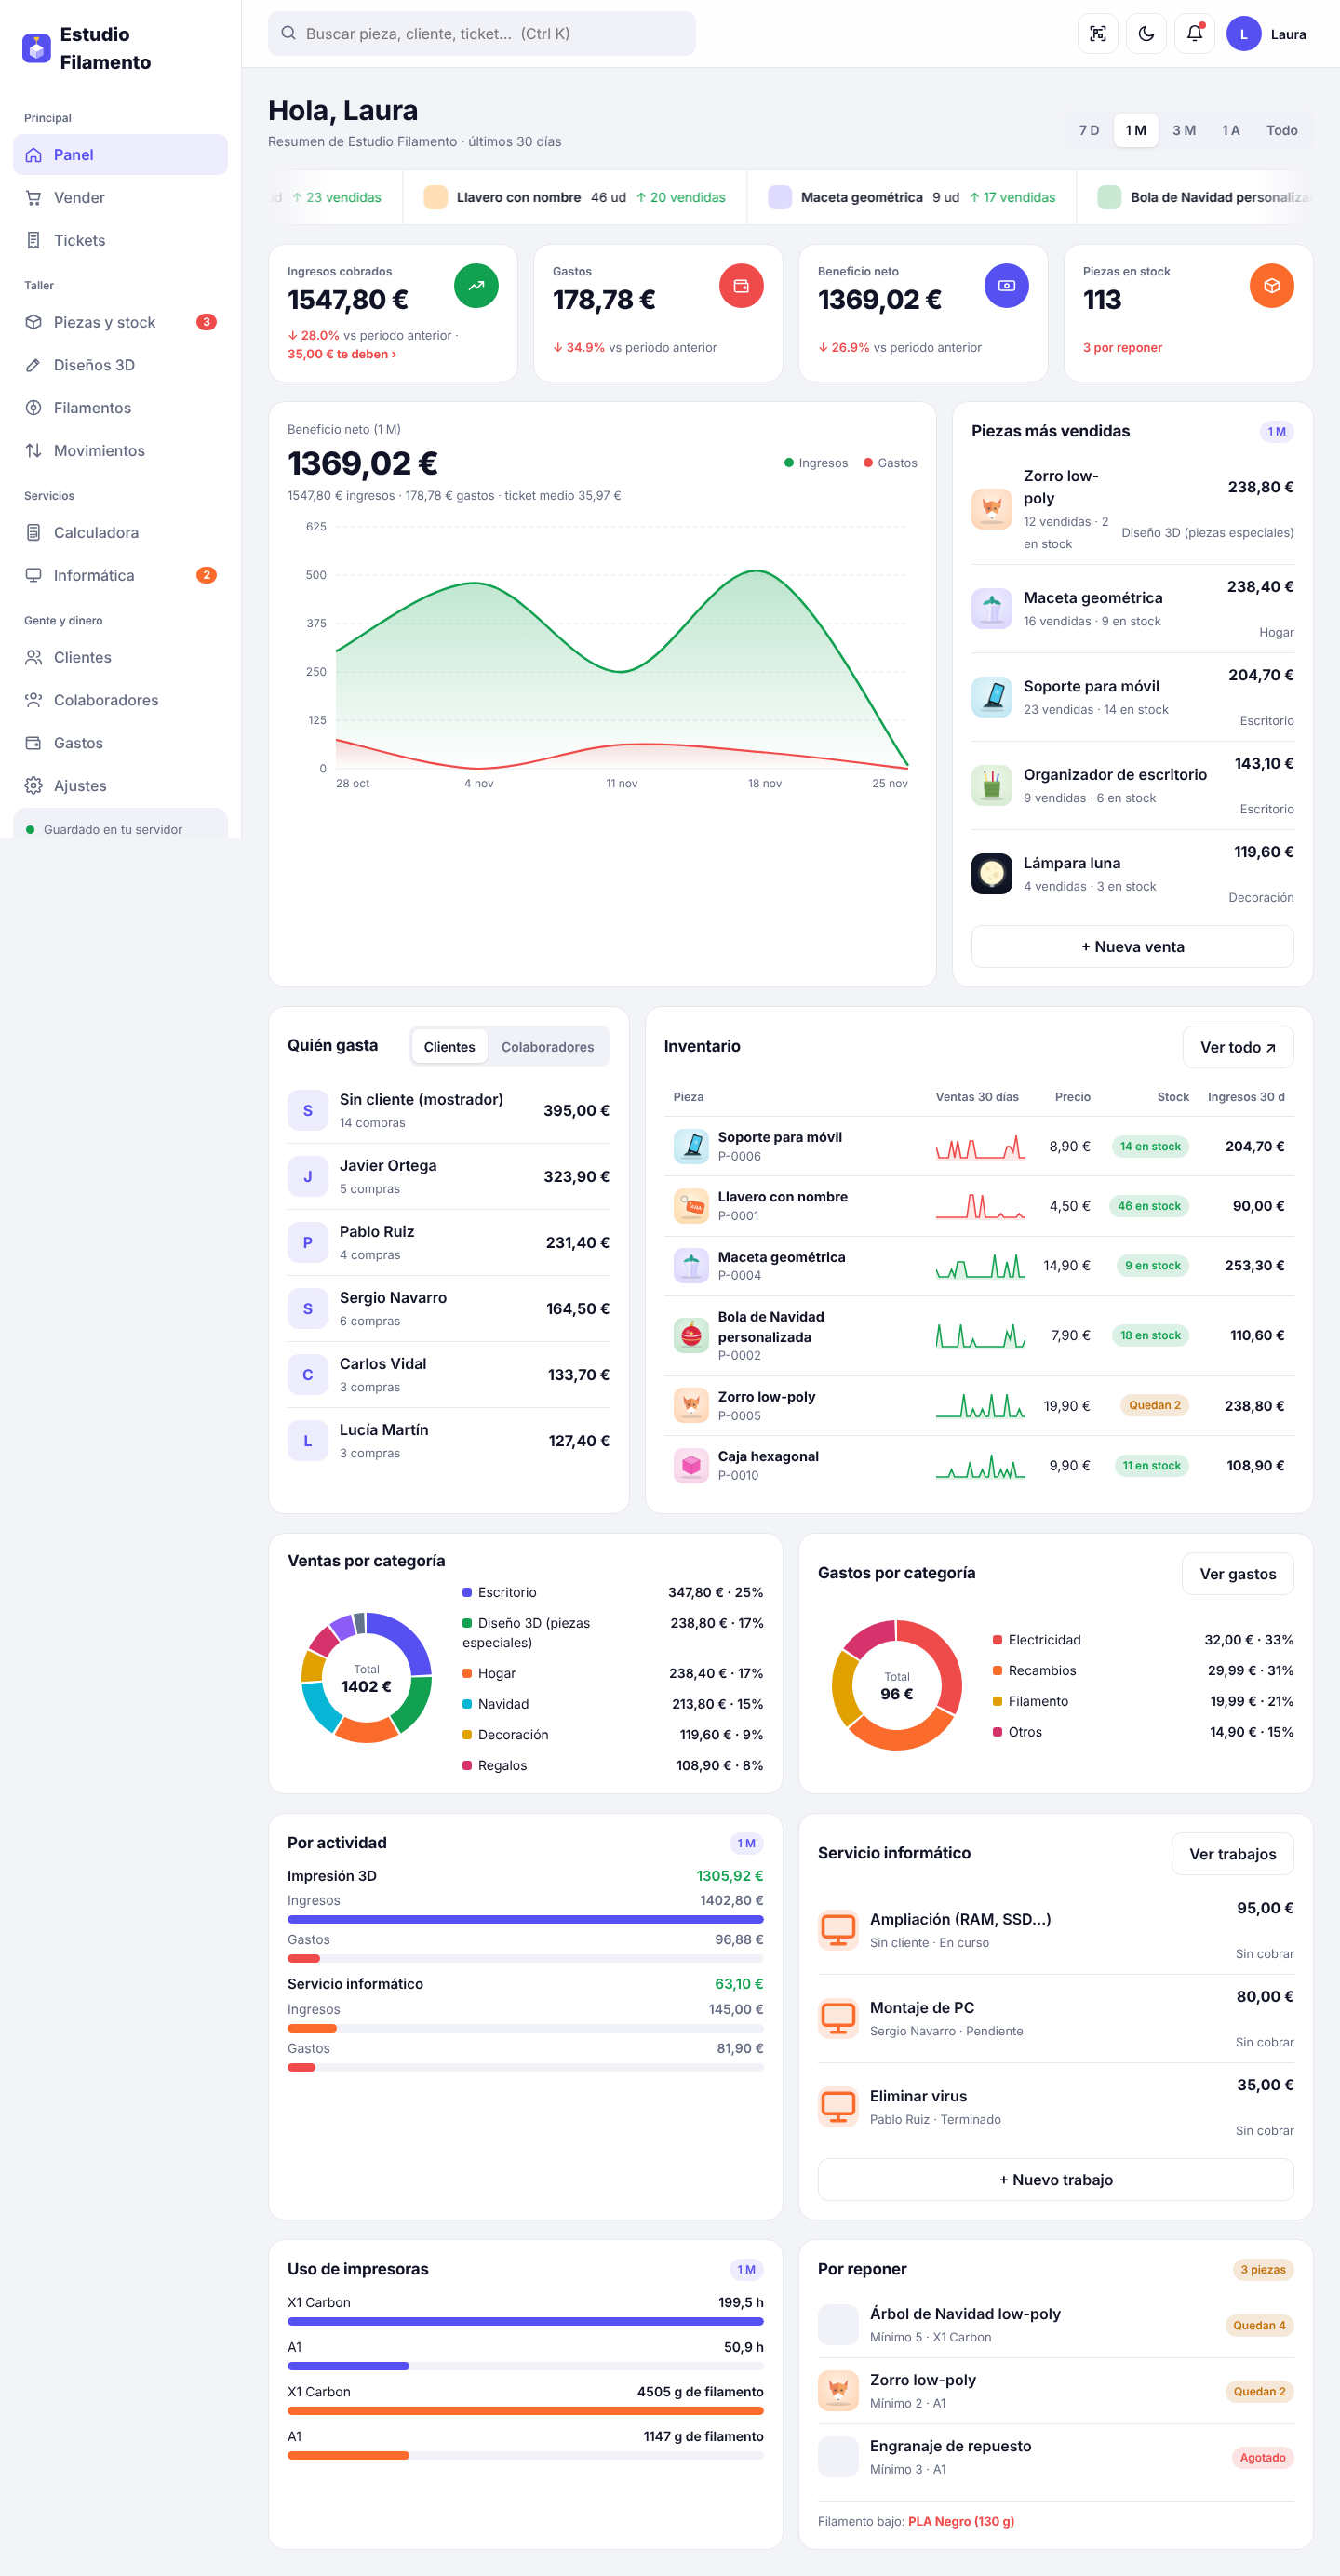 Estudio
Filamento
Buscar pieza, cliente, ticket... (Ctrl K)
L
Laura
Principal
Panel
Vender
Tickets
Taller
Piezas y stock
3
Diseños 3D
Filamentos
Movimientos
Servicios
Calculadora
Informática
2
Gente y dinero
Clientes
Colaboradores
Gastos
Ajustes
Guardado en tu servidor
Hola, Laura
Resumen de Estudio Filamento · últimos 30 días
7 D 1 M 3 M 1 A Todo
ud ↑ 23 vendidas
Llavero con nombre 46 ud ↑ 20 vendidas
Maceta geométrica 9 ud ↑ 17 vendidas
Bola de Navidad personaliza
Ingresos cobrados
1547,80 €
↓ 28.0% vs periodo anterior ·
35,00 € te deben ›
Gastos
178,78 €
↓ 34.9% vs periodo anterior
Beneficio neto
1369,02 €
↓ 26.9% vs periodo anterior
Piezas en stock
113
3 por reponer
Beneficio neto (1 M)
1369,02 €
Ingresos Gastos
1547,80 € ingresos · 178,78 € gastos · ticket medio 35,97 €
625
500
375
250
125
0
28 oct 4 nov 11 nov 18 nov 25 nov
Piezas más vendidas
1 M
Zorro low-
poly
238,80 €
12 vendidas · 2
en stock
Diseño 3D (piezas especiales)
Maceta geométrica
238,40 €
16 vendidas · 9 en stock
Hogar
Soporte para móvil
204,70 €
23 vendidas · 14 en stock
Escritorio
Organizador de escritorio
143,10 €
9 vendidas · 6 en stock
Escritorio
Lámpara luna
119,60 €
4 vendidas · 3 en stock
Decoración
+ Nueva venta
Quién gasta
Clientes Colaboradores
S
Sin cliente (mostrador)
14 compras
395,00 €
J
Javier Ortega
5 compras
323,90 €
P
Pablo Ruiz
4 compras
231,40 €
S
Sergio Navarro
6 compras
164,50 €
C
Carlos Vidal
3 compras
133,70 €
L
Lucía Martín
3 compras
127,40 €
Inventario
Ver todo ↗
Pieza Ventas 30 días Precio Stock Ingresos 30 d
Soporte para móvil
P-0006
8,90 € 14 en stock 204,70 €
Llavero con nombre
P-0001
4,50 € 46 en stock 90,00 €
Maceta geométrica
P-0004
14,90 € 9 en stock 253,30 €
Bola de Navidad
personalizada
P-0002
7,90 € 18 en stock 110,60 €
Zorro low-poly
P-0005
19,90 € Quedan 2 238,80 €
Caja hexagonal
P-0010
9,90 € 11 en stock 108,90 €
Ventas por categoría
Total
1402 €
Escritorio 347,80 € · 25%
Diseño 3D (piezas
especiales)
238,80 € · 17%
Hogar 238,40 € · 17%
Navidad 213,80 € · 15%
Decoración 119,60 € · 9%
Regalos 108,90 € · 8%
Gastos por categoría
Ver gastos
Total
96 €
Electricidad 32,00 € · 33%
Recambios 29,99 € · 31%
Filamento 19,99 € · 21%
Otros 14,90 € · 15%
Por actividad
1 M
Impresión 3D 1305,92 €
Ingresos 1402,80 €
Gastos 96,88 €
Servicio informático 63,10 €
Ingresos 145,00 €
Gastos 81,90 €
Servicio informático
Ver trabajos
Ampliación (RAM, SSD...)
95,00 €
Sin cliente · En curso
Sin cobrar
Montaje de PC
80,00 €
Sergio Navarro · Pendiente
Sin cobrar
Eliminar virus
35,00 €
Pablo Ruiz · Terminado
Sin cobrar
+ Nuevo trabajo
Uso de impresoras
1 M
X1 Carbon 199,5 h
A1 50,9 h
X1 Carbon 4505 g de filamento
A1 1147 g de filamento
Por reponer
3 piezas
Árbol de Navidad low-poly
Mínimo 5 · X1 Carbon
Quedan 4
Zorro low-poly
Mínimo 2 · A1
Quedan 2
Engranaje de repuesto
Mínimo 3 · A1
Agotado
Filamento bajo: PLA Negro (130 g)